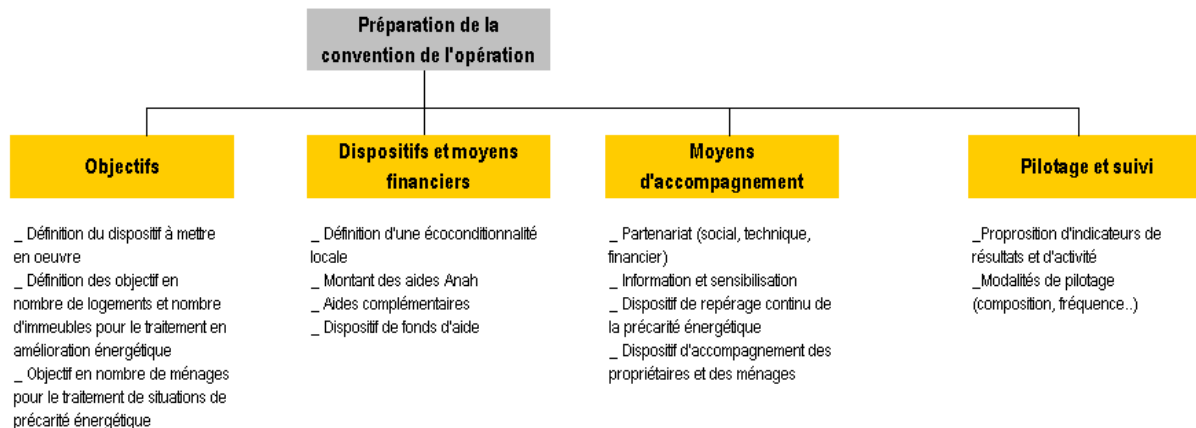 Préparation de la
convention de l'opération
Objectifs
_ Définition du dispositif à mettre
en oeuvre
_ Définition des objectif en
nombre de logements et nombre
d'immeubles pour le traitement en
amélioration énergétique
_ Objectif en nombre de ménages
pour le traitement de situations de
précarité énergétique
Dispositifs et moyens
financiers
_ Définition d'une écoconditionnalité
locale
_ Montant des aides Anah
_ Aides complémentaires
_ Dispositif de fonds d'aide
Moyens
d'accompagnement
_ Partenariat (social, technique,
financier)
_ Information et sensibilisation
_ Dispositif de repérage continu de
la précarité énergétique
_ Dispositif d'accompagnement des
propriétaires et des ménages
Pilotage et suivi
_Proprosition d'indicateurs de
résultats et d'activité
_Modalités de pilotage
(composition, fréquence..)